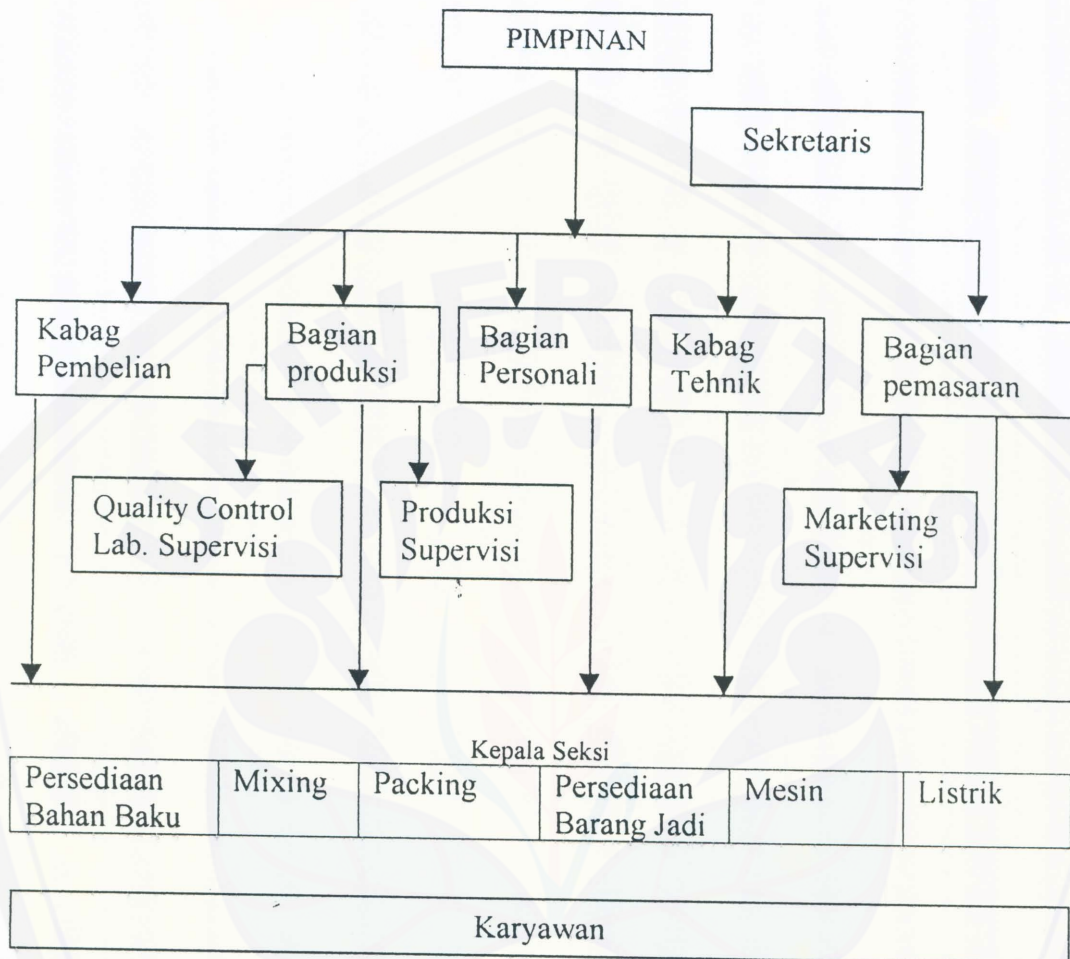 PIMPINAN
Sekretaris
Kabag
Pembelian
Bagian
produksi
Bagian
Personali
Kabag
Tehnik
Bagian
pemasaran
Quality Control
Lab. Supervisi
Produksi
Supervisi
Marketing
Supervisi
Kepala Seksi
Persediaan
Bahan Baku
Mixing
Packing
Persediaan
Barang Jadi
Mesin
Listrik
Karyawan
UNIVERSITAS